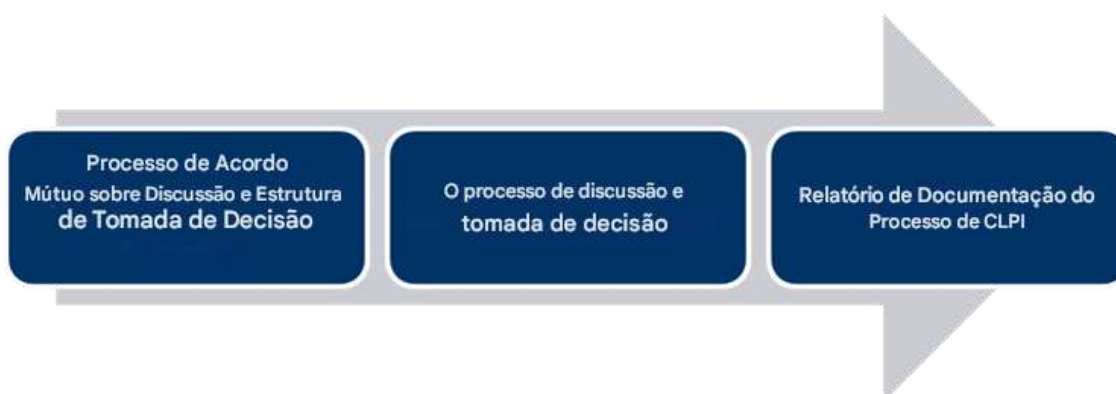 Processo de Acordo
Mútuo sobre Discussão e Estrutura
de Tomada de Decisão
O processo de discussão e
tomada de decisão
Relatório de Documentação do
Processo de CLPI